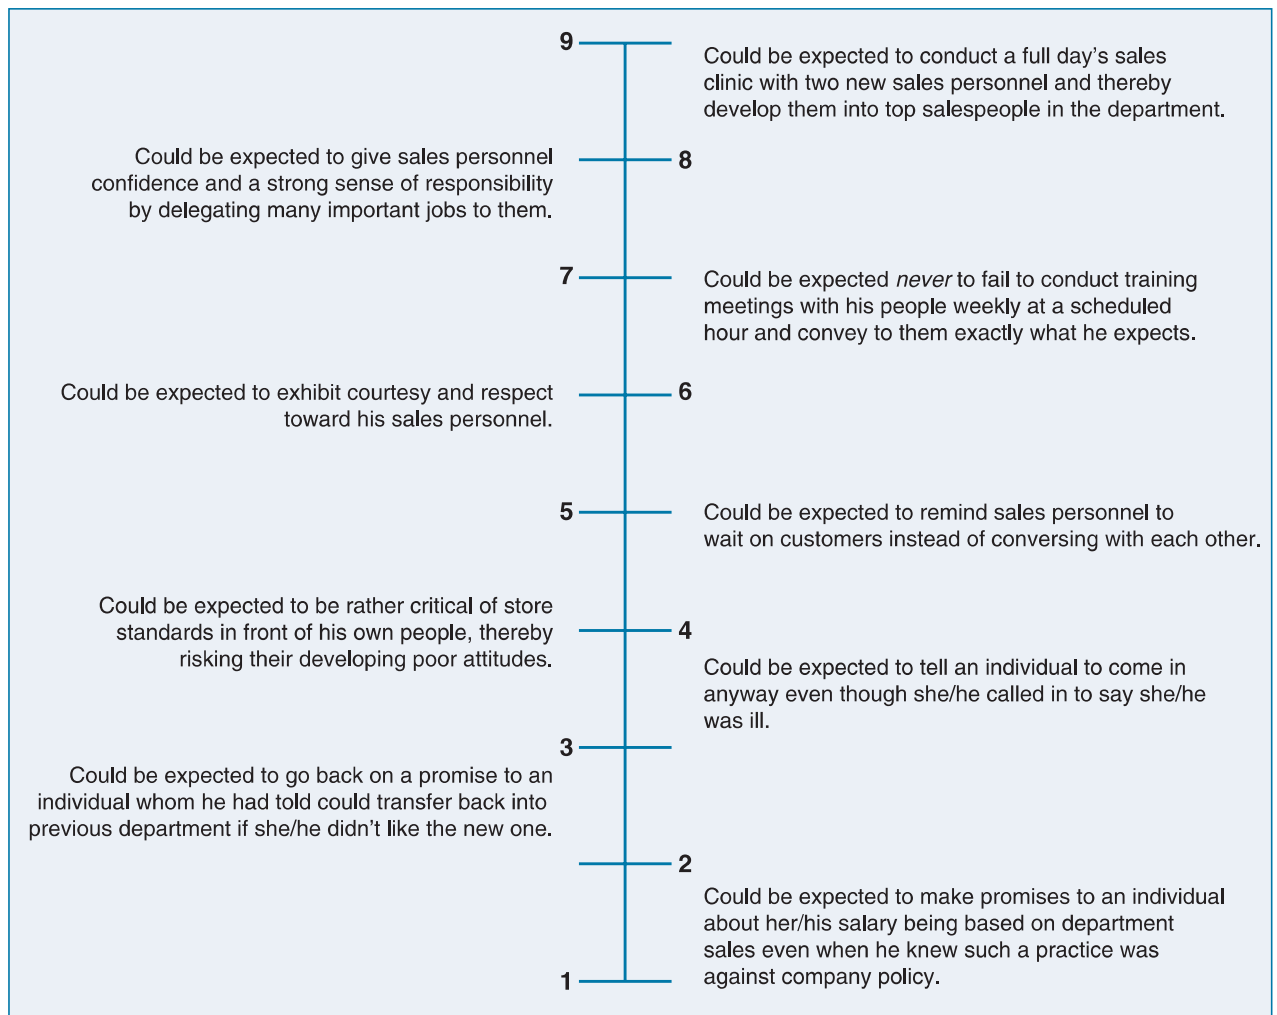 9
Could be expected to conduct a full day’s sales
clinic with two new sales personnel and thereby
develop them into top salespeople in the department.
Could be expected to give sales personnel
confidence and a strong sense of responsibility
by delegating many important jobs to them.
8
7
Could be expected never to fail to conduct training
meetings with his people weekly at a scheduled
hour and convey to them exactly what he expects.
Could be expected to exhibit courtesy and respect
toward his sales personnel.
6
5
Could be expected to remind sales personnel to
wait on customers instead of conversing with each other.
Could be expected to be rather critical of store
standards in front of his own people, thereby
risking their developing poor attitudes.
4
Could be expected to tell an individual to come in
anyway even though she/he called in to say she/he
was ill.
3
Could be expected to go back on a promise to an
individual whom he had told could transfer back into
previous department if she/he didn’t like the new one.
2
Could be expected to make promises to an individual
about her/his salary being based on department
sales even when he knew such a practice was
against company policy.
1